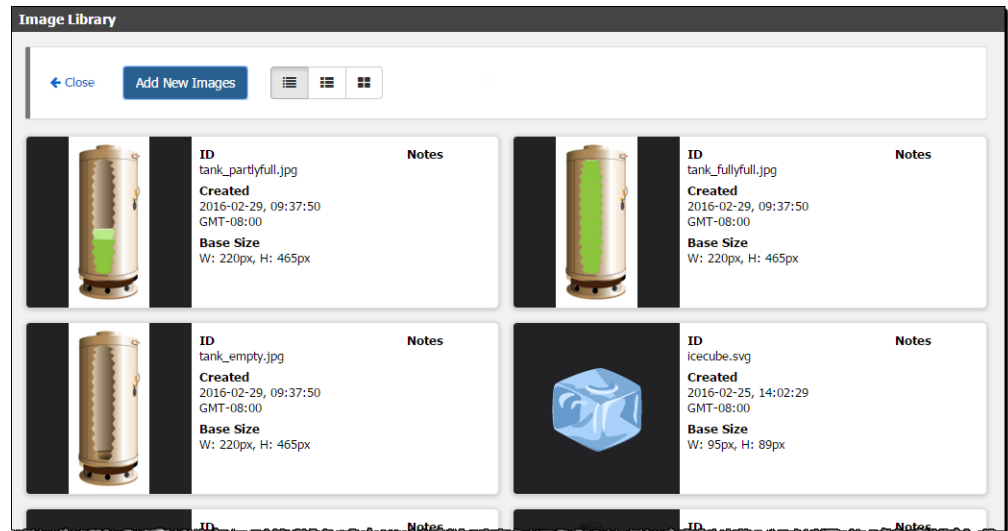 Image Library
Close
Add New Images
ID
tank_partlyfull.jpg
Created
2016-02-29, 09:37:50
GMT-08:00
Base Size
W: 220px, H: 465px
Notes
ID
tank_fullyfull.jpg
Created
2016-02-29, 09:37:50
GMT-08:00
Base Size
W: 220px, H: 465px
Notes
ID
tank_empty.jpg
Created
2016-02-29, 09:37:50
GMT-08:00
Base Size
W: 220px, H: 465px
Notes
ID
icecube.svg
Created
2016-02-25, 14:02:29
GMT-08:00
Base Size
W: 95px, H: 89px
Notes
ID
Notes
ID
Notes